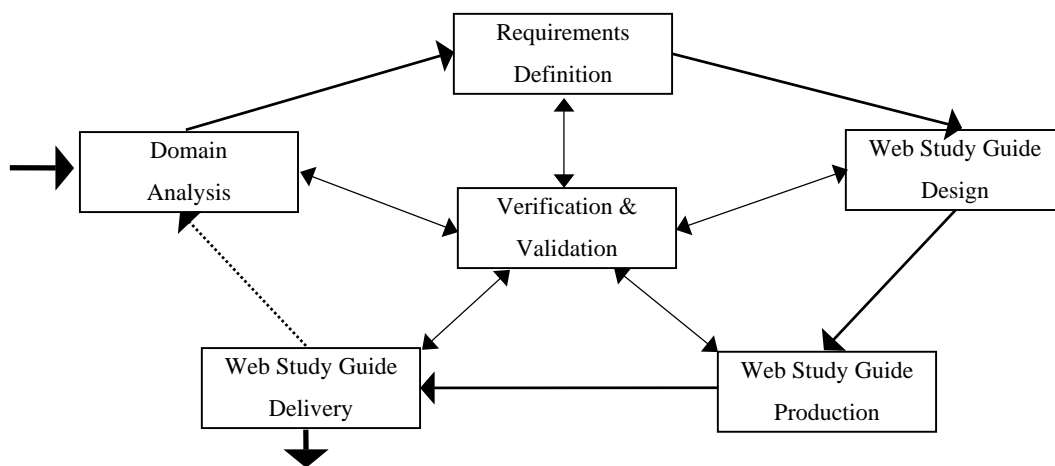 Requirements
Definition
Domain
Analysis
Web Study Guide
Design
Verification &
Validation
Web Study Guide
Delivery
Web Study Guide
Production